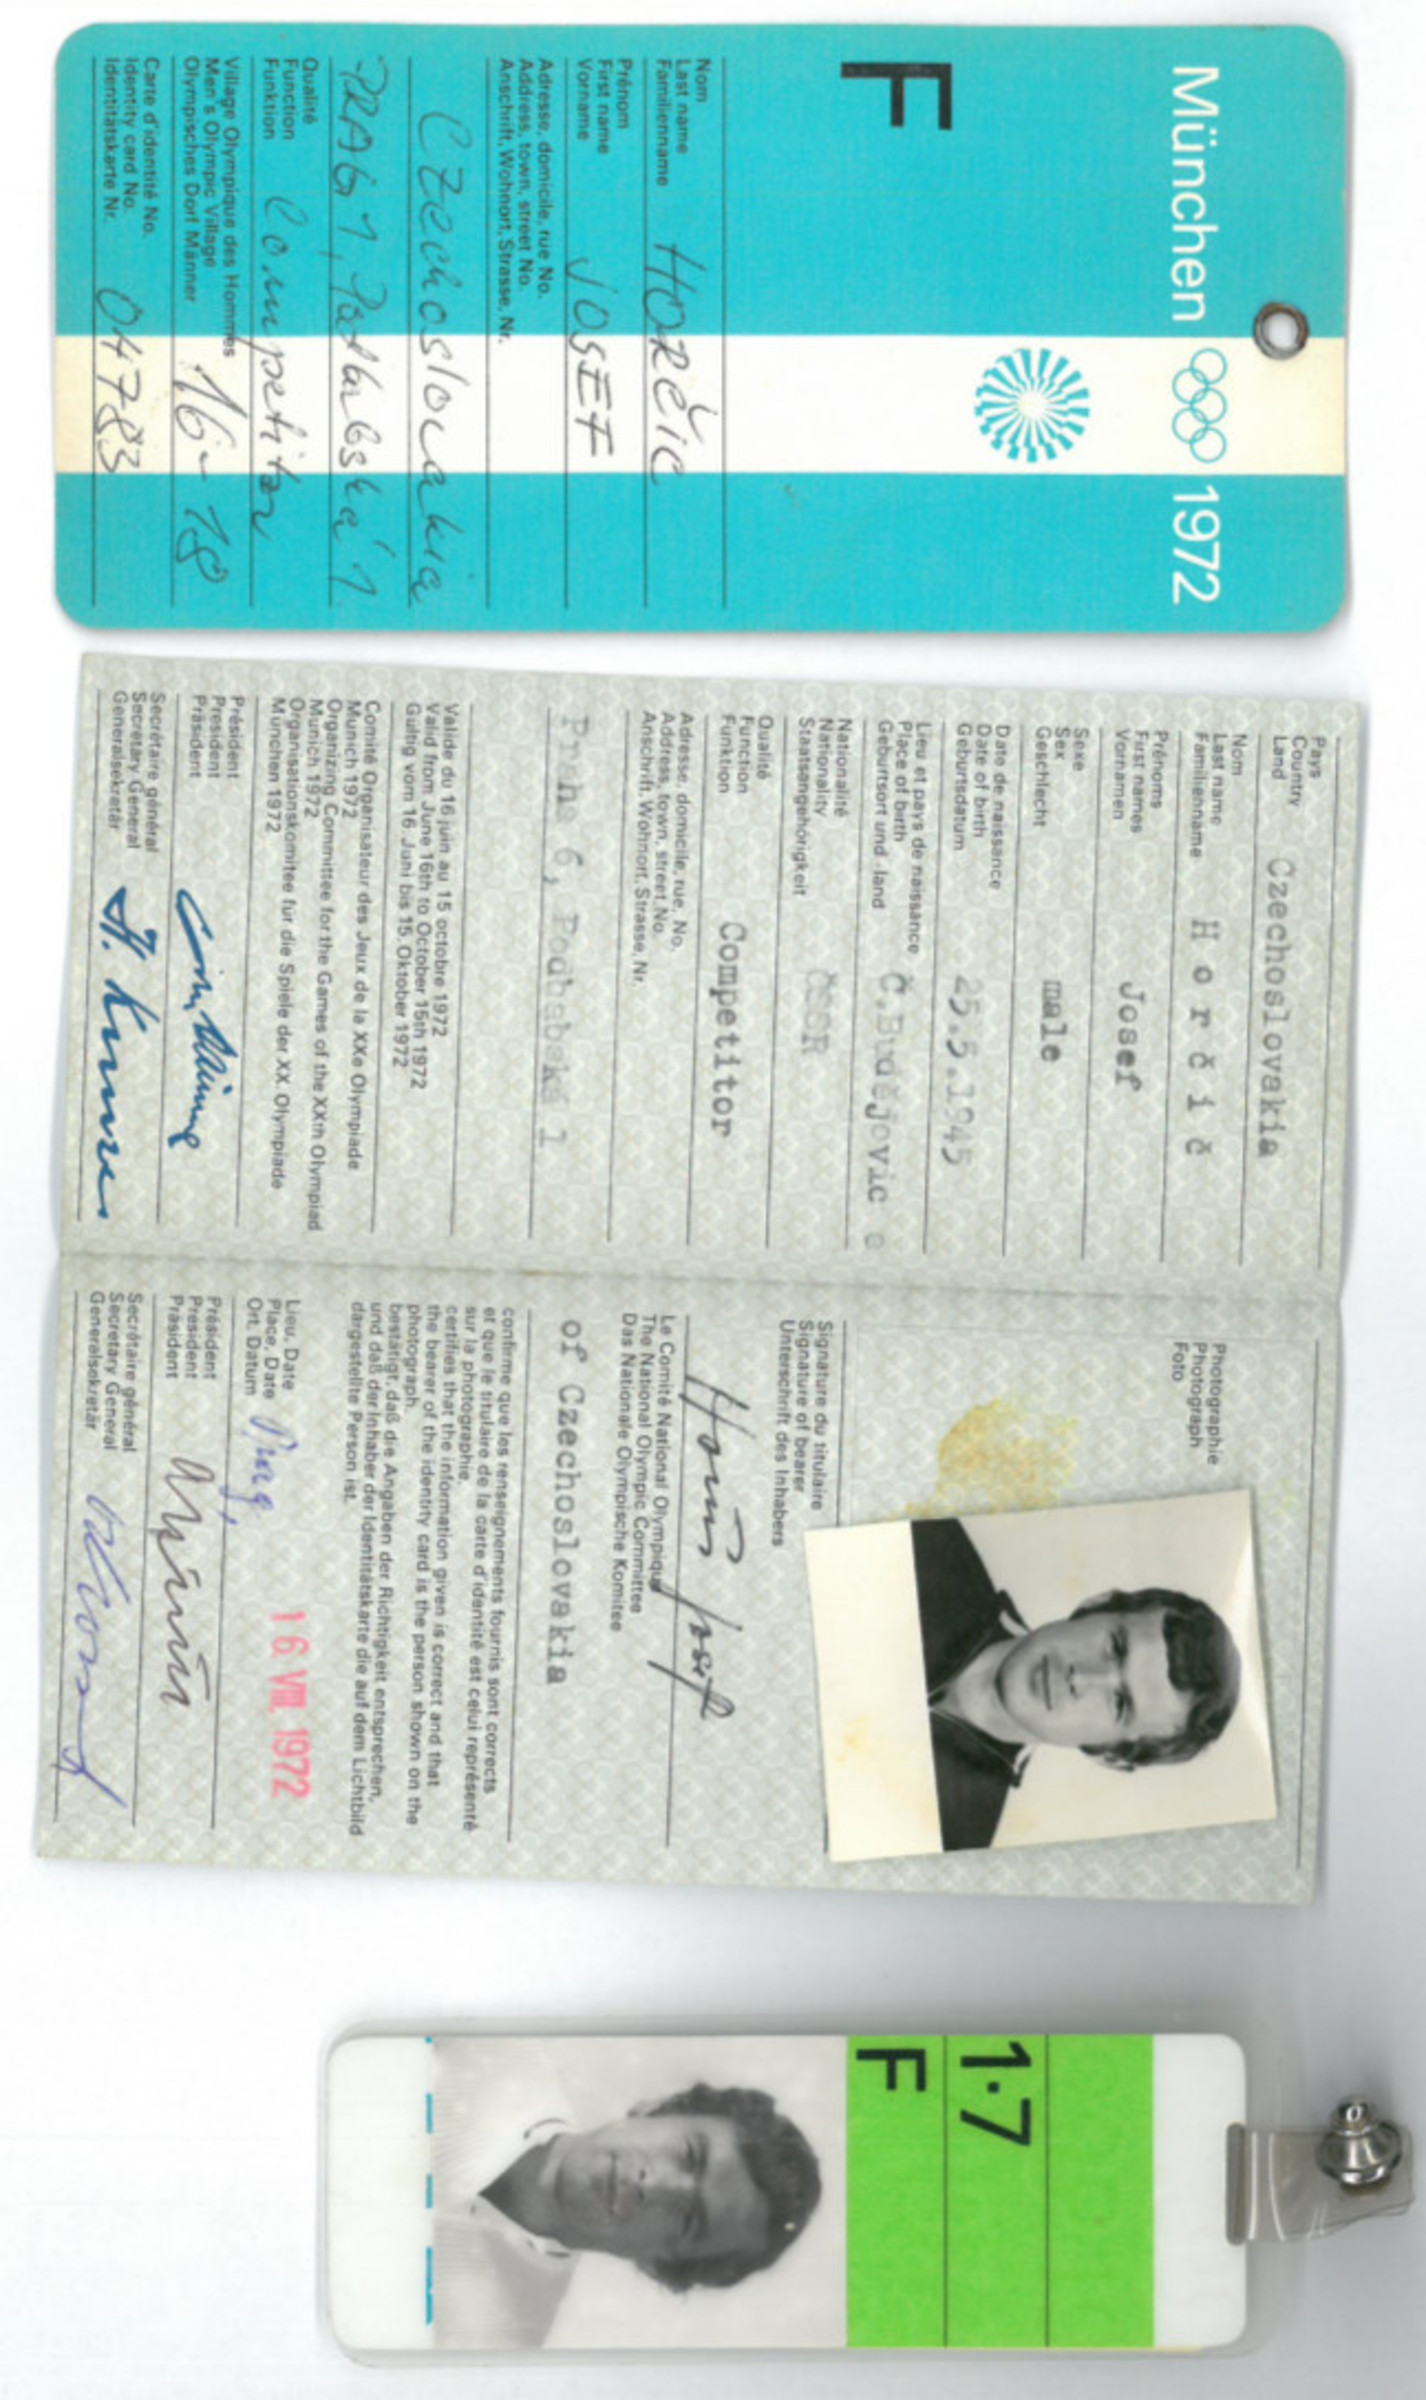 München 1972
F
Nom
Last name
Familienname HORČIC
Prénom
First name
Vorname JOSEF
Adresse, domicile, rue No.
Address, town, street No.
Anschrift, Wohnort, Strasse, Nr.
Czechoslovakia
PRAG 1, Podbabská 1
Qualité
Function
Funktion Competitor
Village Olympique des Hommes
Men's Olympic Village
Olympisches Dorf Männer 16-18
Carte d'identité No.
Identity card No.
Identitätskarte Nr. 04783
Pays
Country
Land Czechoslovakia
Nom
Last name
Familienname Horčič
Prénoms
First names
Vornamen Josef
Sexe
Sex
Geschlecht male
Date de naissance
Date of birth
Geburtsdatum 25.5.1945
Lieu et pays de naissance
Place of birth
Geburtsort und -land Č.Budějovic e
Nationalité
Nationality
Staatsangehörigkeit ČSSR
Qualité
Function
Funktion Competitor
Adresse, domicile, rue, No.
Address, town, street No.
Anschrift, Wohnort, Strasse, Nr.
Praha 6, Podbabská 1
Valide du 16 juin au 15 octobre 1972
Valid from June 16th to October 15th 1972
Gültig vom 16. Juni bis 15. Oktober 1972
Comité Organisateur des Jeux de la XXe Olympiade
Munich 1972
Organizing Committee for the Games of the XXth Olympiad
Munich 1972
Organisationskomitee für die Spiele der XX. Olympiade
München 1972
Président
President
Präsident
Secrétaire général
Secretary General
Generalsekretär
Photographie
Photograph
Foto
Signature du titulaire
Signature of bearer
Unterschrift des Inhabers
Horčič Josef
Le Comité National Olympique
The National Olympic Committee
Das Nationale Olympische Komitee
of Czechoslovakia
confirme que les renseignements fournis sont corrects
et que le titulaire de la carte d'identité est celui représenté
sur la photographie.
certifies that the information given is correct and that
the bearer of the identity card is the person shown on the
photograph.
bestätigt, daß die Angaben der Richtigkeit entsprechen,
und daß der Inhaber der Identitätskarte die auf dem Lichtbild
dargestellte Person ist.
Lieu, Date
Place, Date
Ort, Datum Prag, 16 VIII. 1972
Président
President
Präsident
Secrétaire général
Secretary General
Generalsekretär
1·7
F